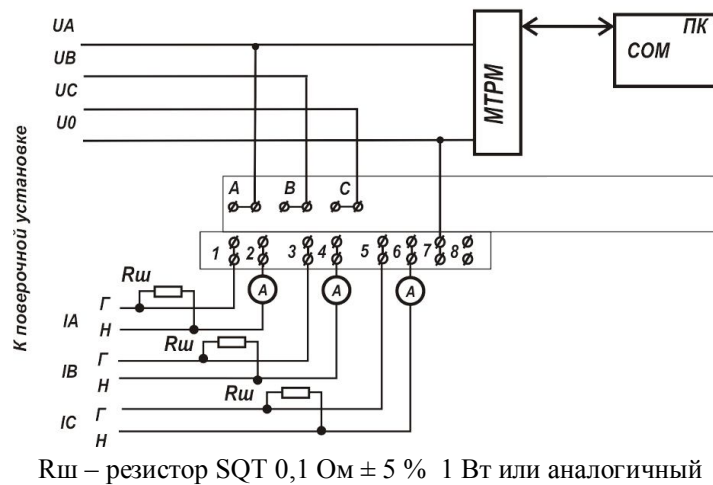 UA
UB
UC
U0
МТРМ
ПК
COM
К поверочной установке
A B C
1 2 3 4 5 6 7 8
A A A
Rш
IA Г
Н
Rш
IB Г
Н
Rш
IC Г
Н
Rш – резистор SQT 0,1 Ом ± 5 % 1 Вт или аналогичный